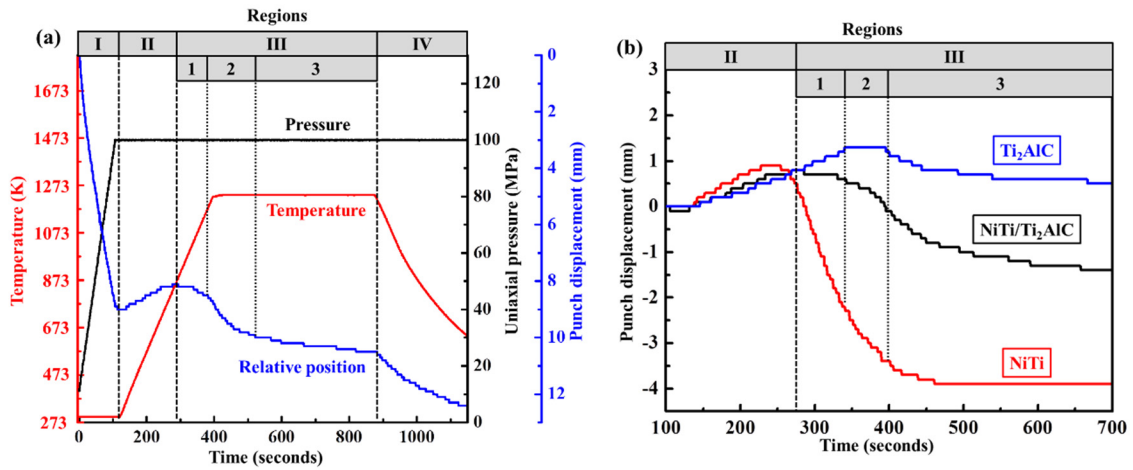 Regions
(a)
I II III IV
1 2 3
Pressure
Temperature
Relative position
Temperature (K)
1673
1473
1273
1073
873
673
473
273
Uniaxial pressure (MPa)
120
100
80
60
40
20
0
Punch displacement (mm)
0
2
4
6
8
10
12
0 200 400 600 800 1000
Time (seconds)
Regions
(b)
II III
1 2 3
Ti₂AlC
NiTi/Ti₂AlC
NiTi
Punch displacement (mm)
3
2
1
0
-1
-2
-3
-4
100 200 300 400 500 600 700
Time (seconds)